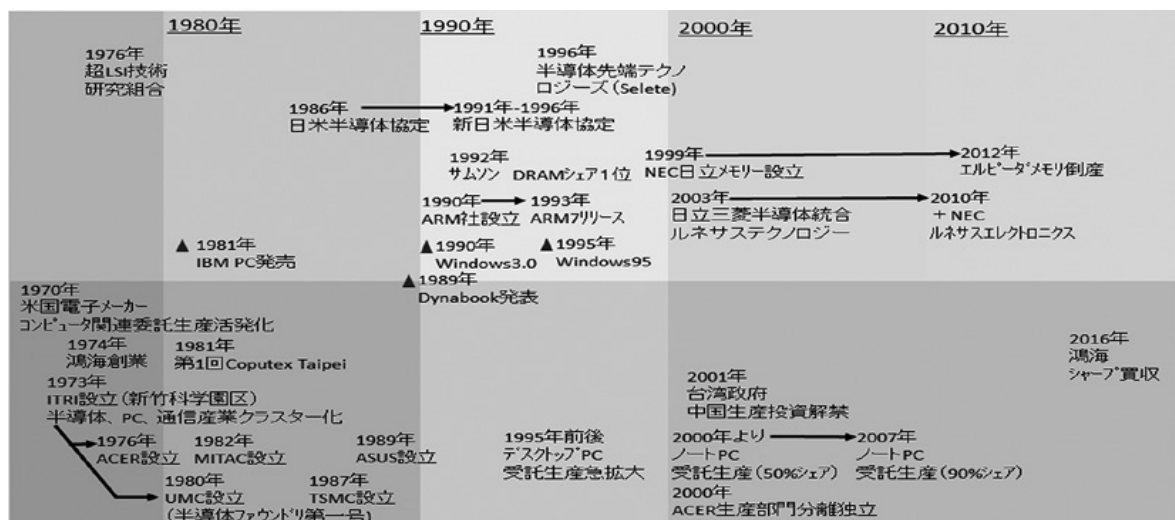 1980年
1990年
2000年
2010年
1976年
超LSI技術
研究組合
1996年
半導体先端テクノ
ロジーズ(Selete)
1986年
日米半導体協定
1991年-1996年
新日米半導体協定
1992年
サムソン DRAMシェア1位
1999年
NEC日立メモリー設立
2012年
エルピーダメモリ倒産
1990年
ARM社設立
1993年
ARM7リリース
2003年
日立三菱半導体統合
ルネサステクノロジー
2010年
+NEC
ルネサスエレクトロニクス
▲ 1981年
IBM PC発売
▲ 1990年
Windows3.0
▲ 1995年
Windows95
▲ 1989年
Dynabook発表
1970年
米国電子メーカー
コンピュータ関連委託生産活発化
1974年
鴻海創業
1981年
第1回Coputex Taipei
2016年
鴻海
シャープ買収
1973年
ITRI設立(新竹科学園区)
半導体、PC、通信産業クラスター化
2001年
台湾政府
中国生産投資解禁
1976年
ACER設立
1982年
MITAC設立
1989年
ASUS設立
1995年前後
デスクトップPC
受託生産急拡大
2000年より
ノートPC
受託生産(50%シェア)
2007年
ノートPC
受託生産(90%シェア)
1980年
UMC設立
(半導体ファウンドリ第一号)
1987年
TSMC設立
2000年
ACER生産部門分離独立